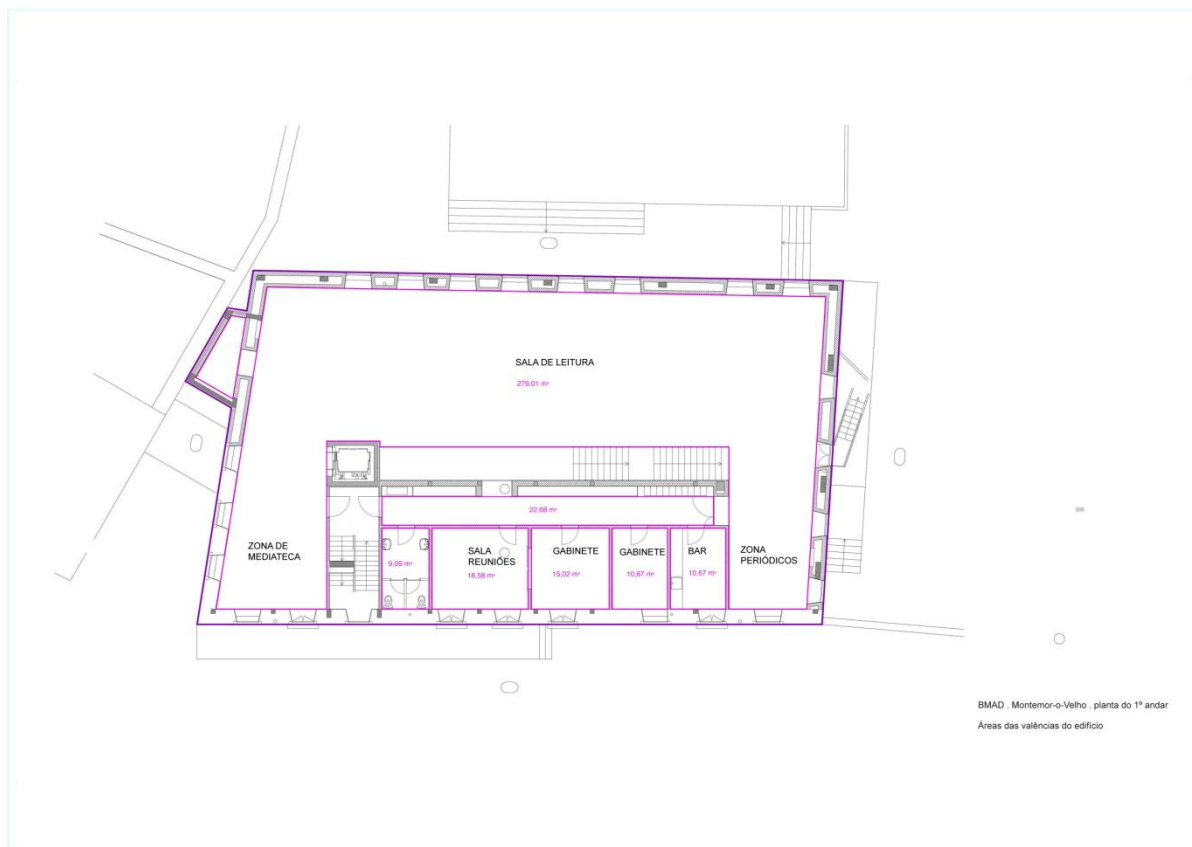 SALA DE LEITURA
279,01 m²
22,68 m²
ZONA DE
MEDIATECA
9,09 m²
SALA
REUNIÕES
18,58 m²
GABINETE
15,02 m²
GABINETE
10,67 m²
BAR
10,67 m²
ZONA
PERIÓDICOS
BMAD . Montemor-o-Velho . planta do 1º andar
Áreas das valências do edifício